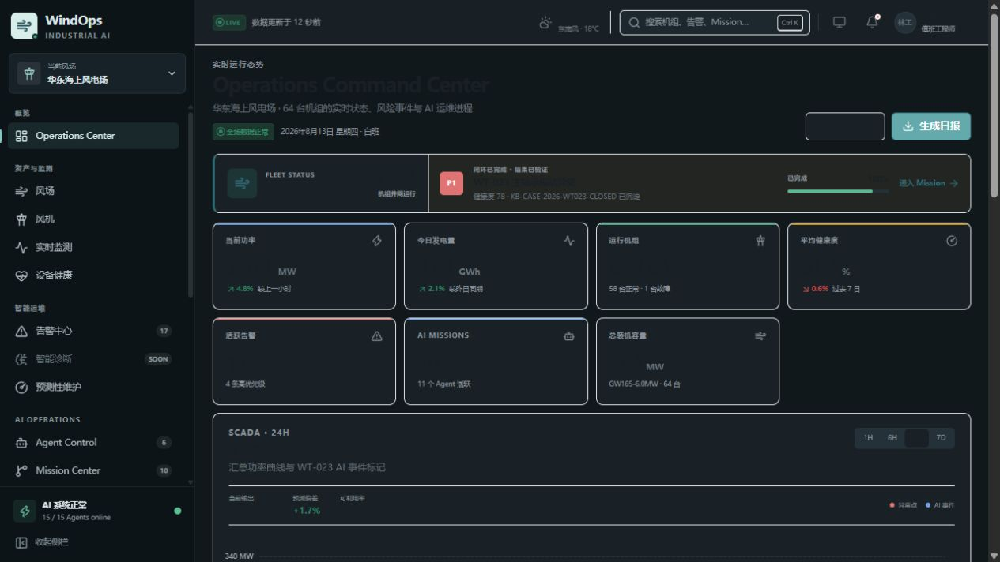 WindOps
INDUSTRIAL AI
当前风场
华东海上风电场
概览
Operations Center
资产与监测
风场
风机
实时监测
设备健康
智能运维
告警中心 17
智能诊断 SOON
预测性维护
AI OPERATIONS
Agent Control 6
Mission Center 10
AI 系统正常
15 / 15 Agents online
收起侧栏
LIVE 数据更新于 12 秒前
东南风 · 18°C
搜索机组、告警、Mission... Ctrl K
林工 值班工程师
实时运行态势
Operations Command Center
华东海上风电场 · 64 台机组的实时状态、风险事件与 AI 运维进程
全场数据正常 2026年8月13日 星期四 · 白班
生成日报
FLEET STATUS
机组并网运行
P1
闭环已完成 • 结果已验证
健康度 78 · KB-CASE-2026-WT023-CLOSED 已沉淀
已完成
进入 Mission →
当前功率
MW
4.8% 较上一小时
今日发电量
GWh
2.1% 较昨日同期
运行机组
58 台正常 · 1 台故障
平均健康度
%
0.6% 过去 7 日
活跃告警
4 条高优先级
AI MISSIONS
11 个 Agent 活跃
总装机容量
MW
GW165-6.0MW · 64 台
SCADA • 24H
1H 6H 7D
汇总功率曲线与 WT-023 AI 事件标记
当前输出 预测偏差 可利用率
+1.7%
异常点 AI 事件
340 MW